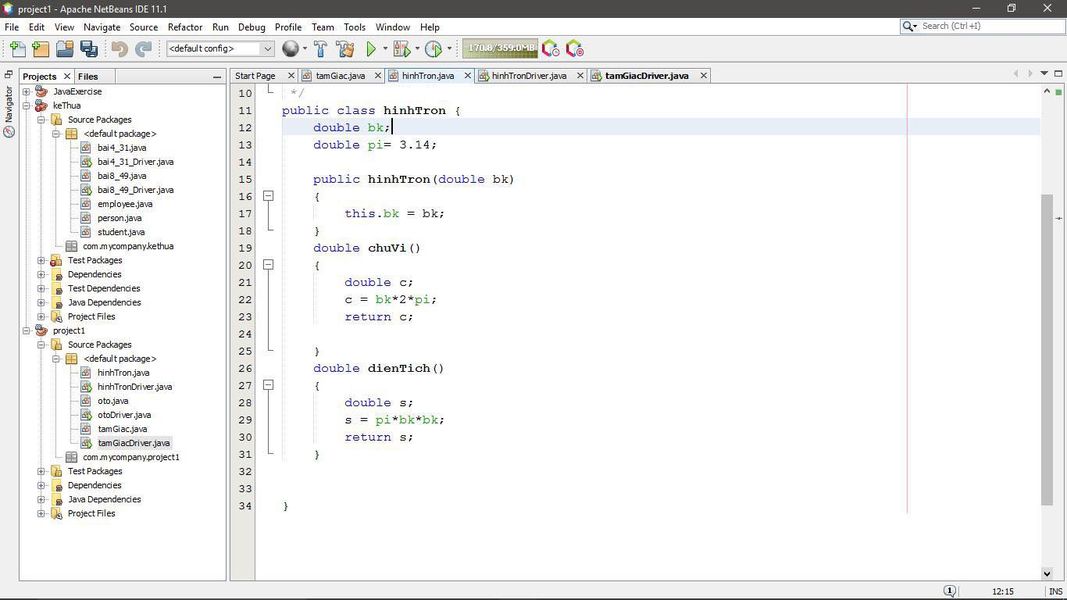 project1 - Apache NetBeans IDE 11.1
File Edit View Navigate Source Refactor Run Debug Profile Team Tools Window Help
Search (Ctrl+I)
<default config>
170.8/359.0MB
Projects Files
Start Page tamGiac.java hinhTron.java hinhTronDriver.java tamGiacDriver.java
Navigator
JavaExercise
keThua
Source Packages
<default package>
bai4_31.java
bai4_31_Driver.java
bai8_49.java
bai8_49_Driver.java
employee.java
person.java
student.java
com.mycompany.kethua
Test Packages
Dependencies
Test Dependencies
Java Dependencies
Project Files
project1
Source Packages
<default package>
hinhTron.java
hinhTronDriver.java
oto.java
otoDriver.java
tamGiac.java
tamGiacDriver.java
com.mycompany.project1
Test Packages
Dependencies
Java Dependencies
Project Files
10 */
11 public class hinhTron {
12 double bk;
13 double pi= 3.14;
14
15 public hinhTron(double bk)
16 {
17 this.bk = bk;
18 }
19 double chuVi()
20 {
21 double c;
22 c = bk*2*pi;
23 return c;
24
25 }
26 double dienTich()
27 {
28 double s;
29 s = pi*bk*bk;
30 return s;
31 }
32
33
34 }
1 12:15 INS